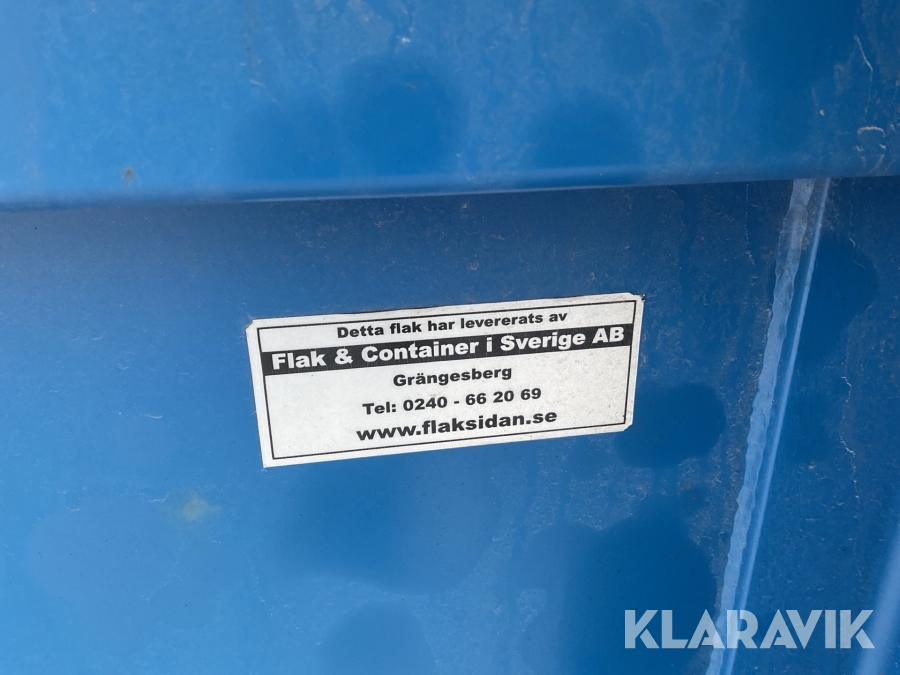 Detta flak har levererats av
Flak & Container i Sverige AB
Grängesberg
Tel: 0240 - 66 20 69
www.flaksidan.se
KLARAVIK